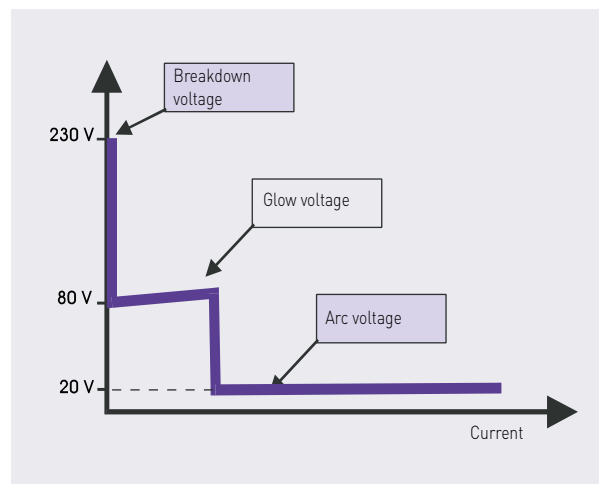 Breakdown
voltage
230 V
Glow voltage
80 V
Arc voltage
20 V
Current